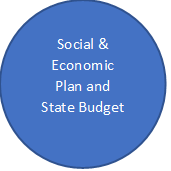 Social &
Economic
Plan and
State Budget